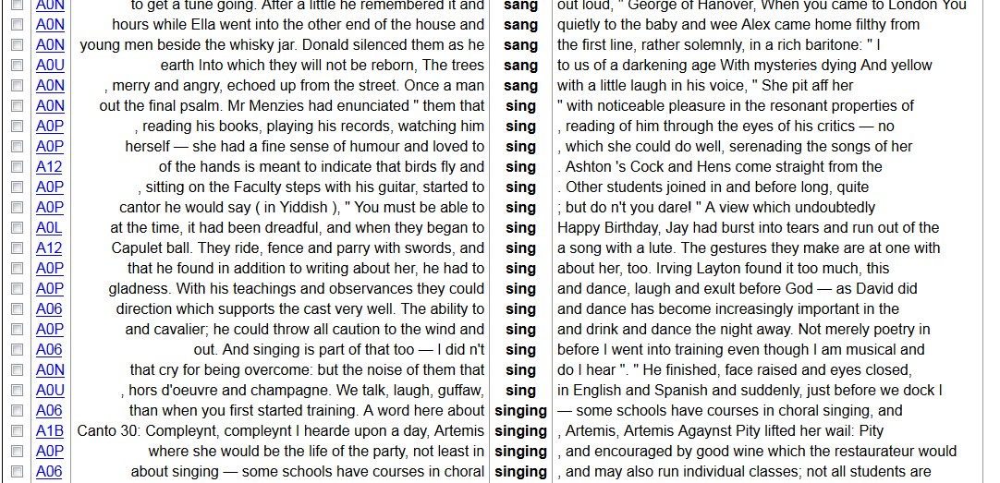 A0N to get a tune going. After a little he remembered it and sang out loud, " George of Hanover, When you came to London You
A0N hours while Ella went into the other end of the house and sang quietly to the baby and wee Alex came home filthy from
A0N young men beside the whisky jar. Donald silenced them as he sang the first line, rather solemnly, in a rich baritone: " I
A0U earth Into which they will not be reborn, The trees sang to us of a darkening age With mysteries dying And yellow
A0N , merry and angry, echoed up from the street. Once a man sang with a little laugh in his voice, " She pit aff her
A0N out the final psalm. Mr Menzies had enunciated " them that sing " with noticeable pleasure in the resonant properties of
A0P , reading his books, playing his records, watching him sing , reading of him through the eyes of his critics — no
A0P herself — she had a fine sense of humour and loved to sing , which she could do well, serenading the songs of her
A12 of the hands is meant to indicate that birds fly and sing . Ashton 's Cock and Hens come straight from the
A0P , sitting on the Faculty steps with his guitar, started to sing . Other students joined in and before long, quite
A0P cantor he would say ( in Yiddish ), " You must be able to sing ; but do n't you dare! " A view which undoubtedly
A0L at the time, it had been dreadful, and when they began to sing Happy Birthday, Jay had burst into tears and run out of the
A12 Capulet ball. They ride, fence and parry with swords, and sing a song with a lute. The gestures they make are at one with
A0P that he found in addition to writing about her, he had to sing about her, too. Irving Layton found it too much, this
A0P gladness. With his teachings and observances they could sing and dance, laugh and exult before God — as David did
A06 direction which supports the cast very well. The ability to sing and dance has become increasingly important in the
A0P and cavalier; he could throw all caution to the wind and sing and drink and dance the night away. Not merely poetry in
A06 out. And singing is part of that too — I did n't sing before I went into training even though I am musical and
A0N that cry for being overcome: but the noise of them that sing do I hear ". " He finished, face raised and eyes closed,
A0U , hors d'oeuvre and champagne. We talk, laugh, guffaw, sing in English and Spanish and suddenly, just before we dock I
A06 than when you first started training. A word here about singing — some schools have courses in choral singing, and
A1B Canto 30: Compleynt, compleynt I hearde upon a day, Artemis singing , Artemis, Artemis Agaynst Pity lifted her wail: Pity
A0P where she would be the life of the party, not least in singing , and encouraged by good wine which the restaurateur would
A06 about singing — some schools have courses in choral singing , and may also run individual classes; not all students are